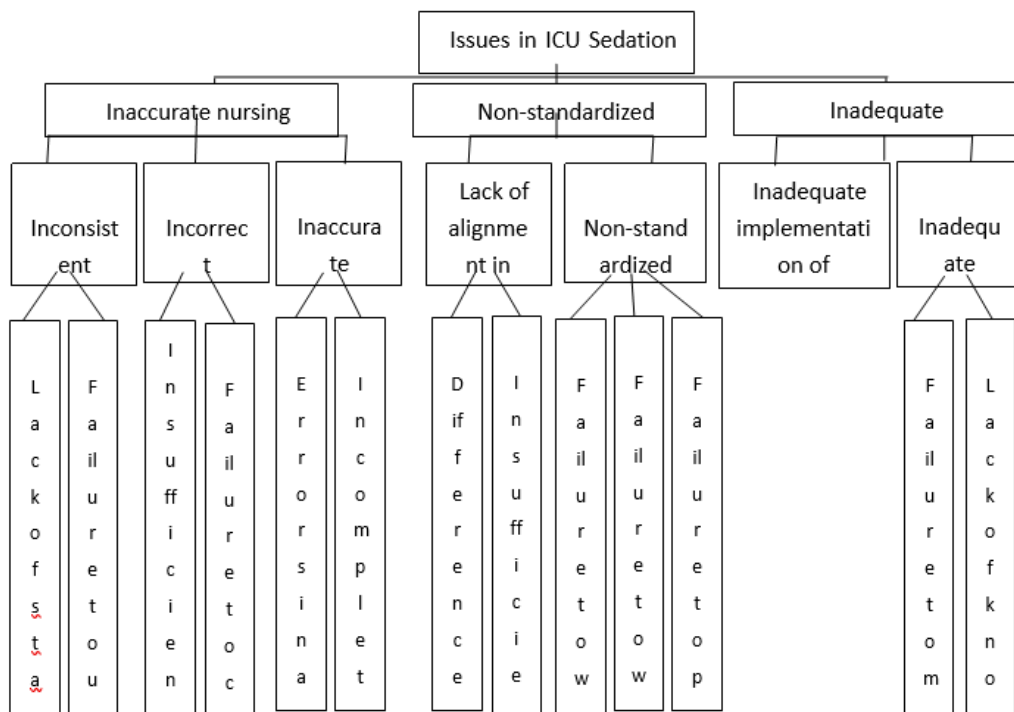 Issues in ICU Sedation
Inaccurate nursing
Non-standardized
Inadequate
Inconsist
ent
Incorrec
t
Inaccura
te
Lack of
alignme
nt in
Non-stand
ardized
Inadequate
implementati
on of
Inadequ
ate
L
a
c
k
o
f
s
t
a
F
a
il
u
r
e
t
o
u
I
n
s
u
ff
i
c
i
e
n
F
a
il
u
r
e
t
o
c
E
r
r
o
r
s
i
n
a
I
n
c
o
m
p
l
e
t
D
if
f
e
r
e
n
c
e
I
n
s
u
ff
i
c
i
e
F
a
il
u
r
e
t
o
w
F
a
il
u
r
e
t
o
w
F
a
il
u
r
e
t
o
p
F
a
il
u
r
e
t
o
m
L
a
c
k
o
f
k
n
o